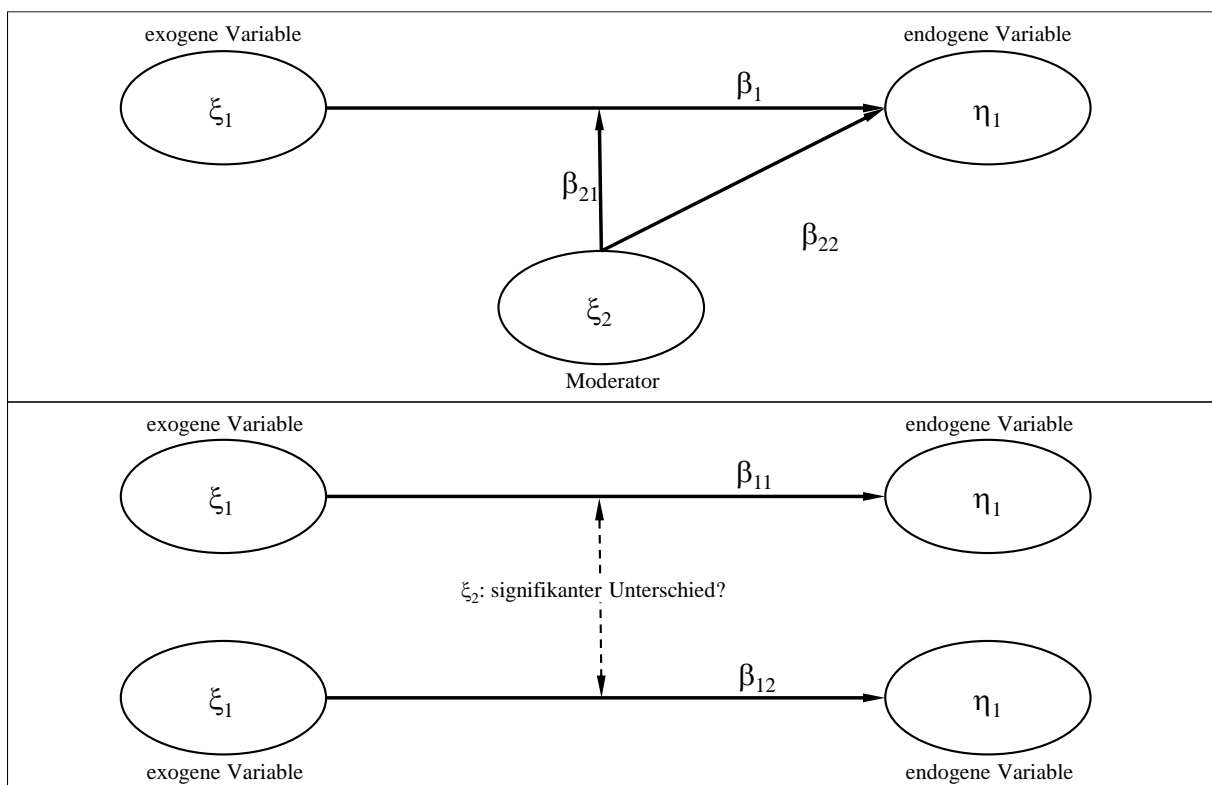 exogene Variable
endogene Variable
ξ1
β1
η1
β21
β22
ξ2
Moderator
exogene Variable
endogene Variable
ξ1
β11
η1
ξ2: signifikanter Unterschied?
ξ1
β12
η1
exogene Variable
endogene Variable